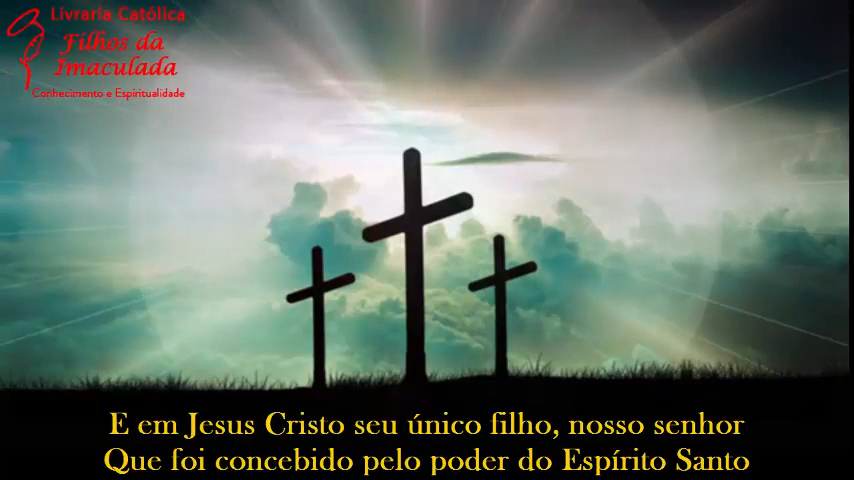 Livraria Católica
Filhos da
Imaculada
Conhecimento e Espiritualidade
E em Jesus Cristo seu único filho, nosso senhor
Que foi concebido pelo poder do Espírito Santo